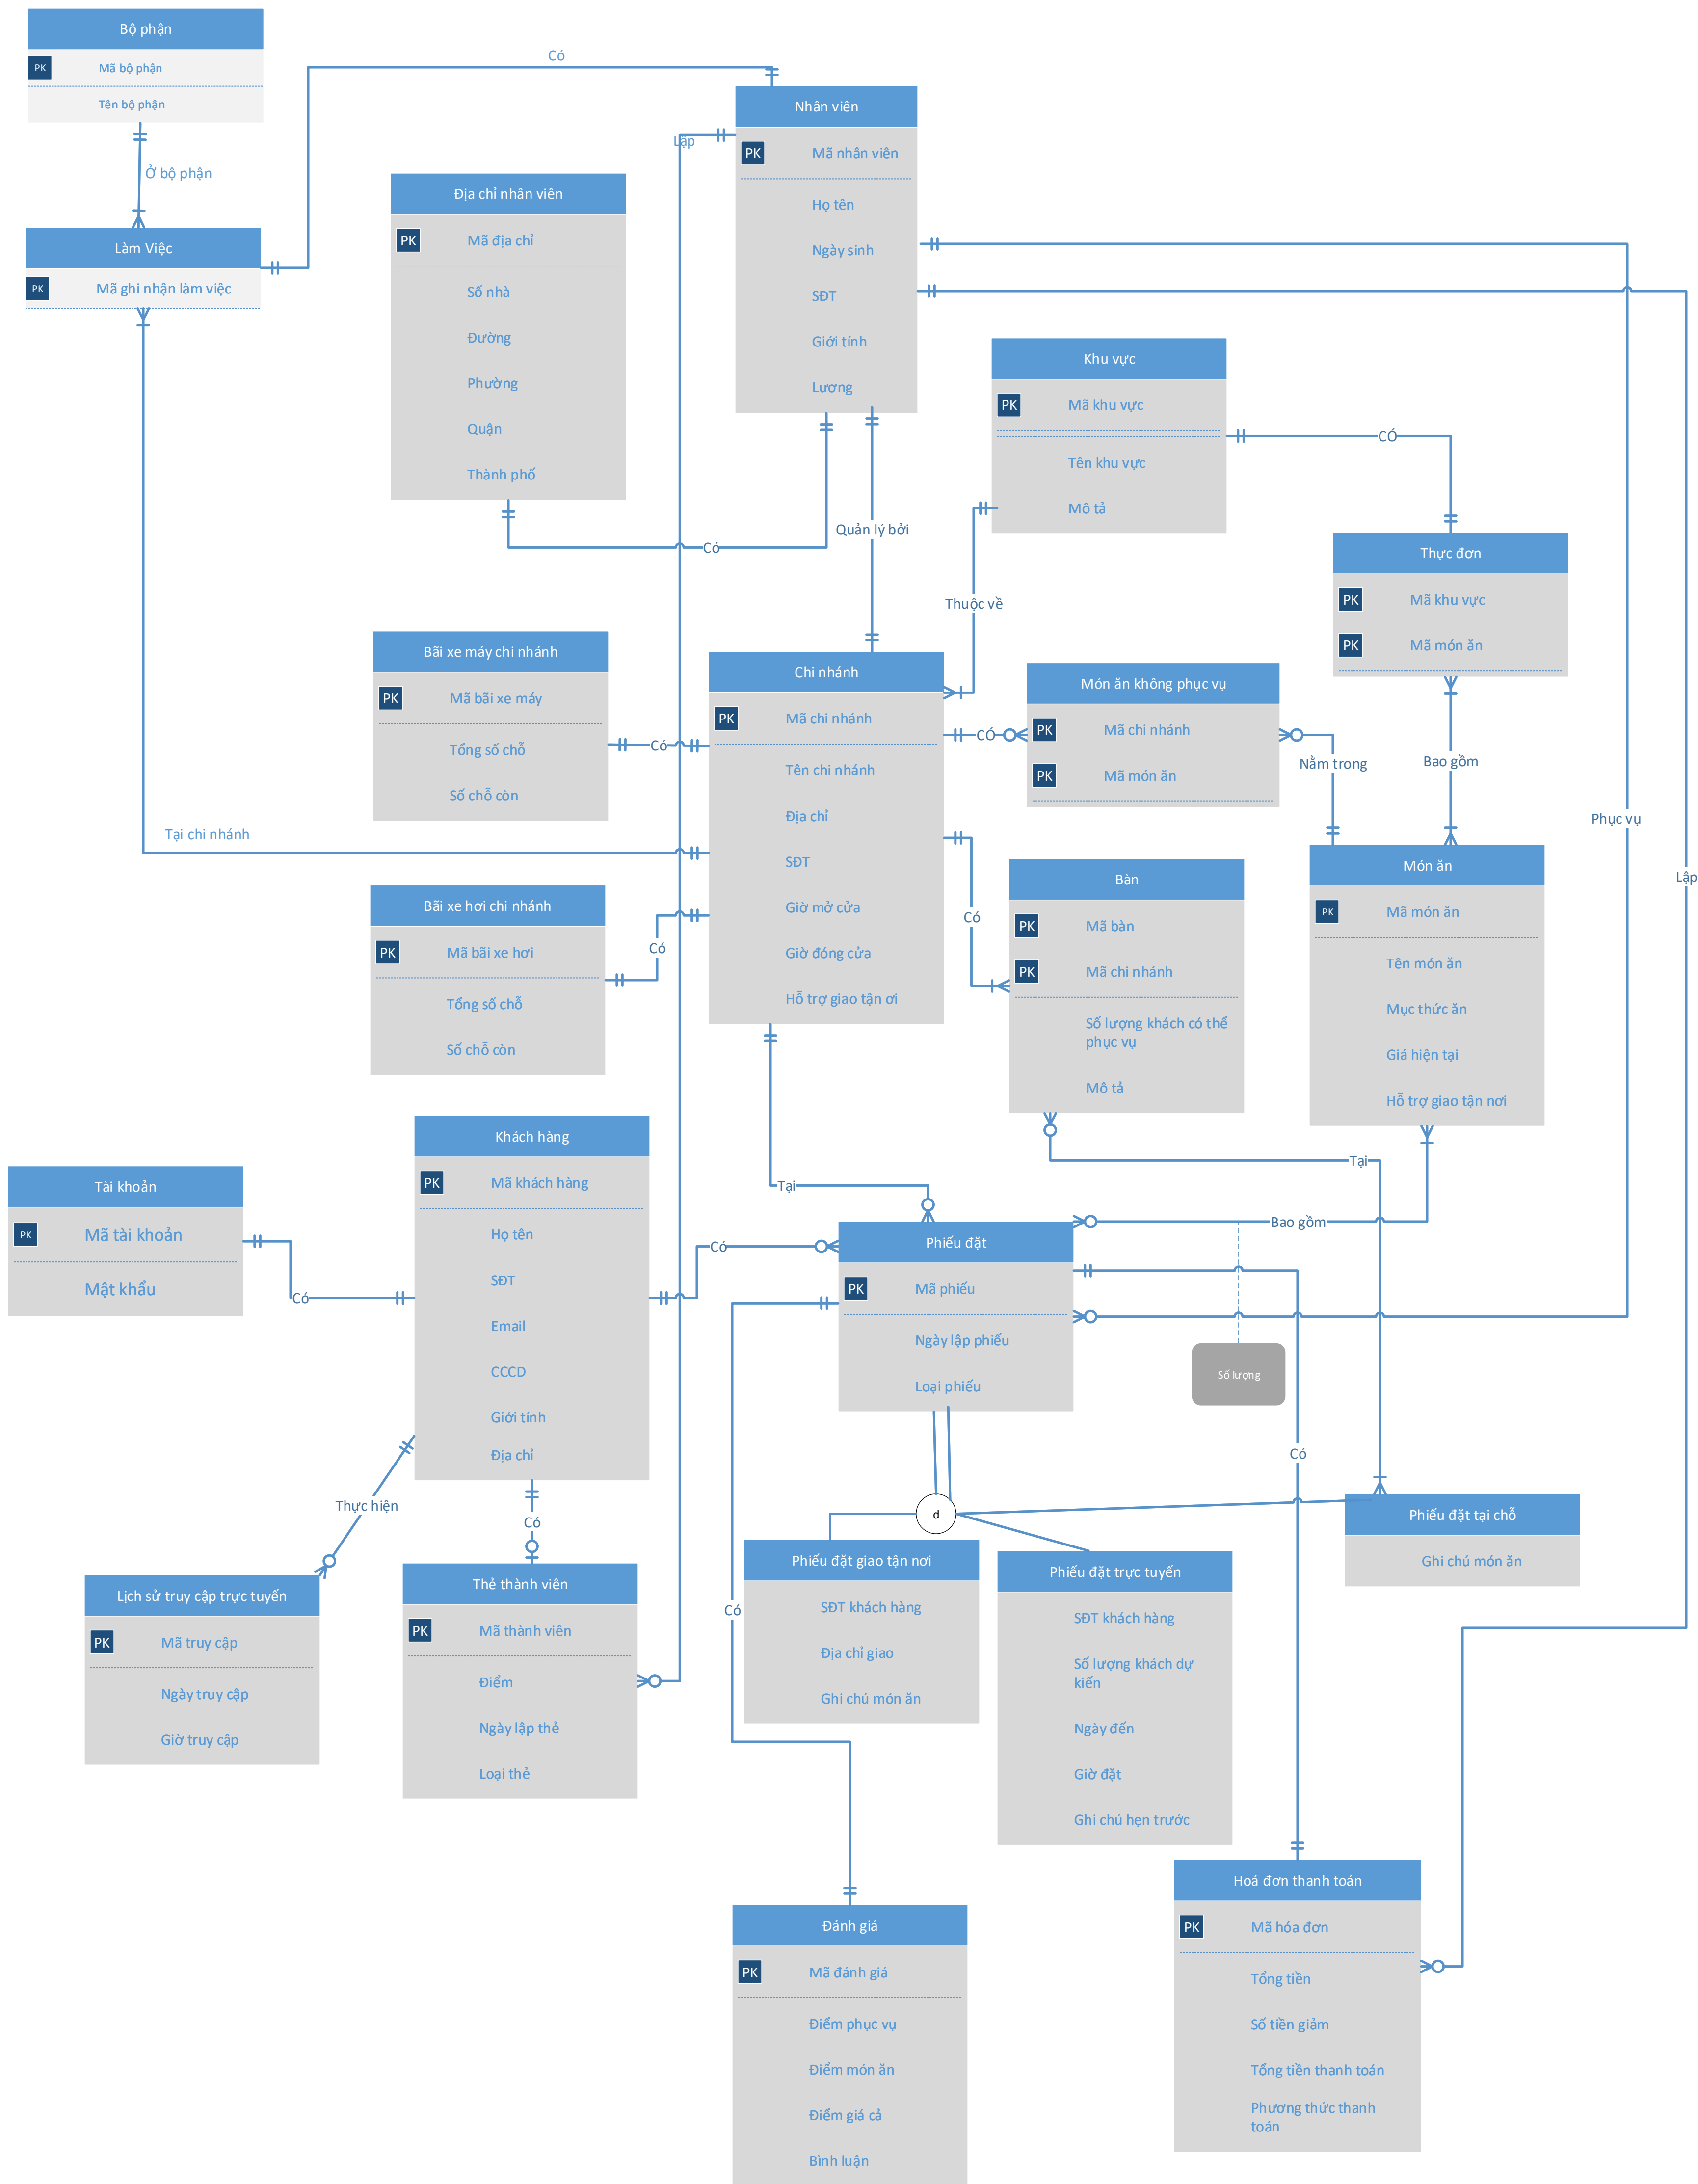 Bộ phận
PK Mã bộ phận
Tên bộ phận
Ở bộ phận
Làm Việc
PK Mã ghi nhận làm việc
Có
Nhân viên
PK Mã nhân viên
Họ tên
Ngày sinh
SĐT
Giới tính
Lương
Lập
Địa chỉ nhân viên
PK Mã địa chỉ
Số nhà
Đường
Phường
Quận
Thành phố
Có
Quản lý bởi
Khu vực
PK Mã khu vực
Tên khu vực
Mô tả
CÓ
Thuộc về
Thực đơn
PK Mã khu vực
PK Mã món ăn
Bãi xe máy chi nhánh
PK Mã bãi xe máy
Tổng số chỗ
Số chỗ còn
Có
Chi nhánh
PK Mã chi nhánh
Tên chi nhánh
Địa chỉ
SĐT
Giờ mở cửa
Giờ đóng cửa
Hỗ trợ giao tận ơi
CÓ
Món ăn không phục vụ
PK Mã chi nhánh
PK Mã món ăn
Nằm trong
Bao gồm
Phục vụ
Lập
Tại chi nhánh
Bãi xe hơi chi nhánh
PK Mã bãi xe hơi
Tổng số chỗ
Số chỗ còn
Có
Có
Bàn
PK Mã bàn
PK Mã chi nhánh
Số lượng khách có thể
phục vụ
Mô tả
Món ăn
PK Mã món ăn
Tên món ăn
Mục thức ăn
Giá hiện tại
Hỗ trợ giao tận nơi
Tại
Tại
Bao gồm
Khách hàng
PK Mã khách hàng
Họ tên
SĐT
Email
CCCD
Giới tính
Địa chỉ
Tài khoản
PK Mã tài khoản
Mật khẩu
Có
Có
Phiếu đặt
PK Mã phiếu
Ngày lập phiếu
Loại phiếu
Số lượng
Có
d
Thực hiện
Có
Phiếu đặt tại chỗ
Ghi chú món ăn
Phiếu đặt giao tận nơi
SĐT khách hàng
Địa chỉ giao
Ghi chú món ăn
Phiếu đặt trực tuyến
SĐT khách hàng
Số lượng khách dự
kiến
Ngày đến
Giờ đặt
Ghi chú hẹn trước
Lịch sử truy cập trực tuyến
PK Mã truy cập
Ngày truy cập
Giờ truy cập
Thẻ thành viên
PK Mã thành viên
Điểm
Ngày lập thẻ
Loại thẻ
Có
Đánh giá
PK Mã đánh giá
Điểm phục vụ
Điểm món ăn
Điểm giá cả
Bình luận
Hoá đơn thanh toán
PK Mã hóa đơn
Tổng tiền
Số tiền giảm
Tổng tiền thanh toán
Phương thức thanh
toán